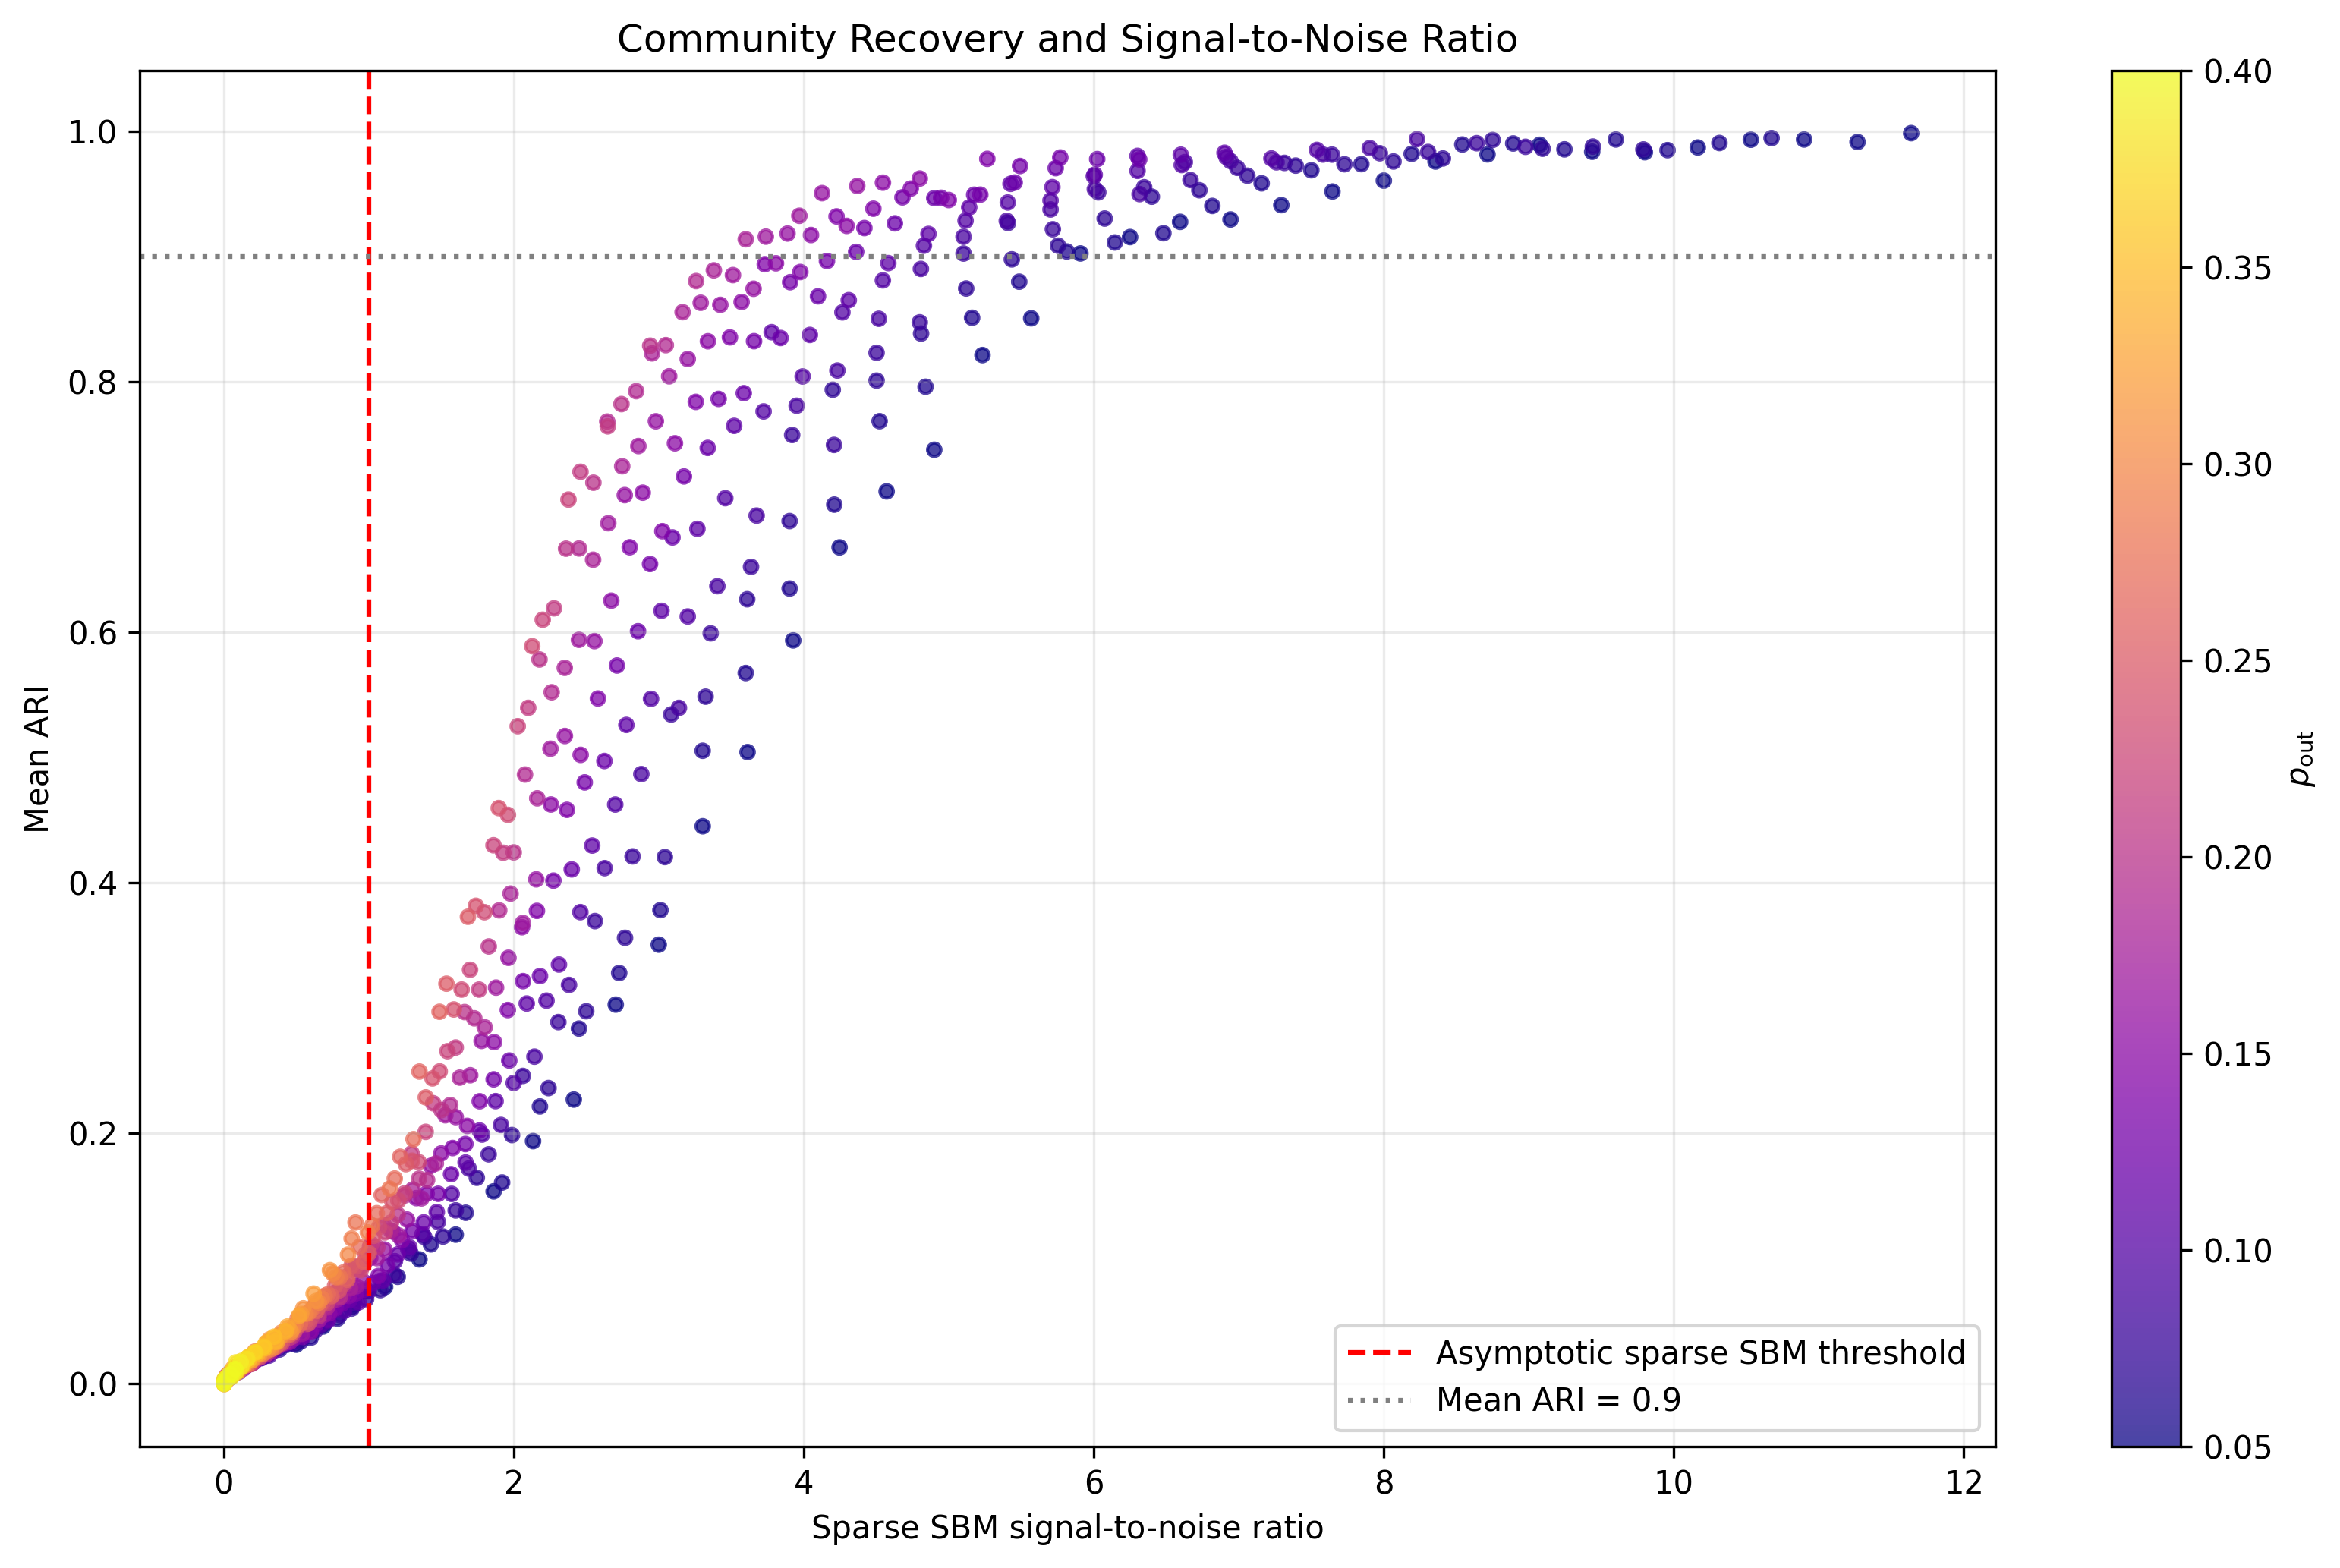 Community Recovery and Signal-to-Noise Ratio
Mean ARI
1.0
0.8
0.6
0.4
0.2
0.0
0 2 4 6 8 10 12
Sparse SBM signal-to-noise ratio
Asymptotic sparse SBM threshold
Mean ARI = 0.9
0.40
0.35
0.30
0.25
0.20
0.15
0.10
0.05
p_out